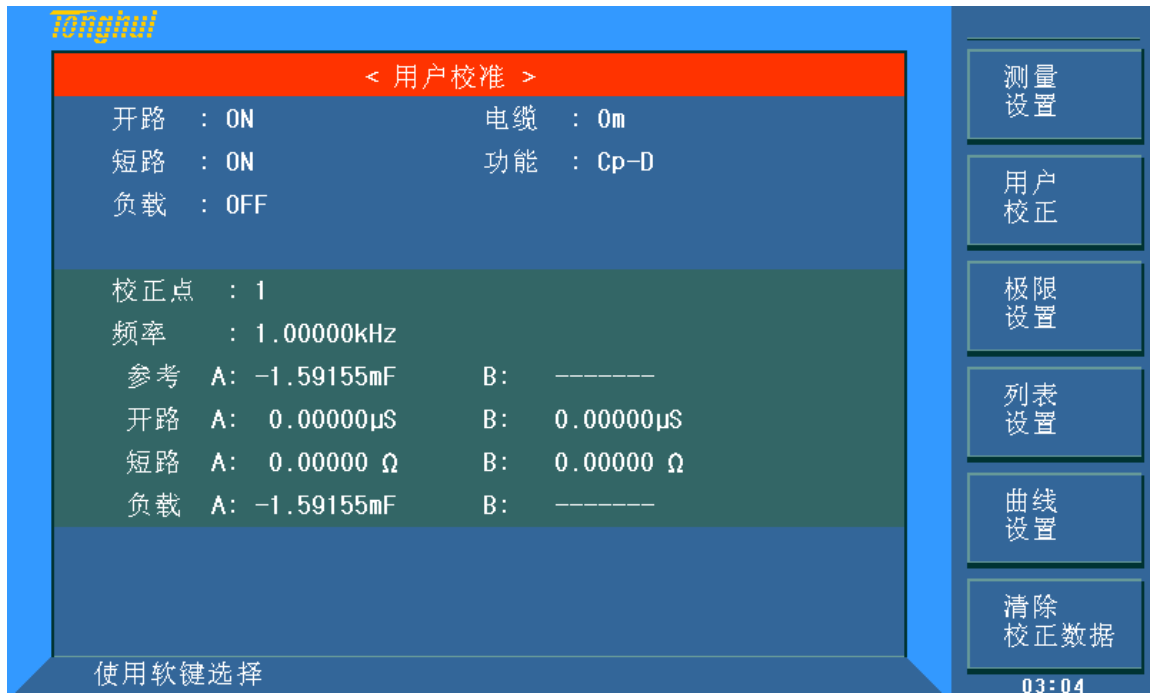 Tonghui
< 用户校准 >
开路 : ON 电缆 : 0m
短路 : ON 功能 : Cp-D
负载 : OFF
校正点 : 1
频率 : 1.00000kHz
参考 A: -1.59155mF B: -------
开路 A: 0.00000µS B: 0.00000µS
短路 A: 0.00000 Ω B: 0.00000 Ω
负载 A: -1.59155mF B: -------
使用软键选择
测量
设置
用户
校正
极限
设置
列表
设置
曲线
设置
清除
校正数据
03:04